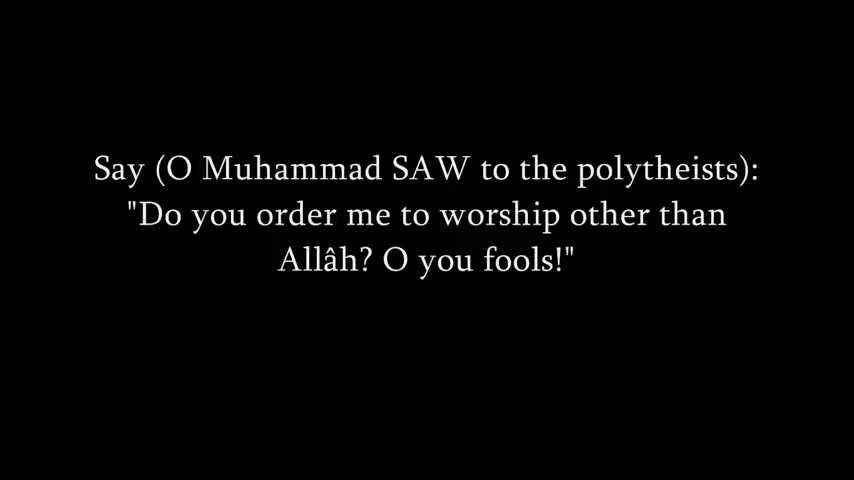 Say (O Muhammad SAW to the polytheists):
"Do you order me to worship other than
Allâh? O you fools!"